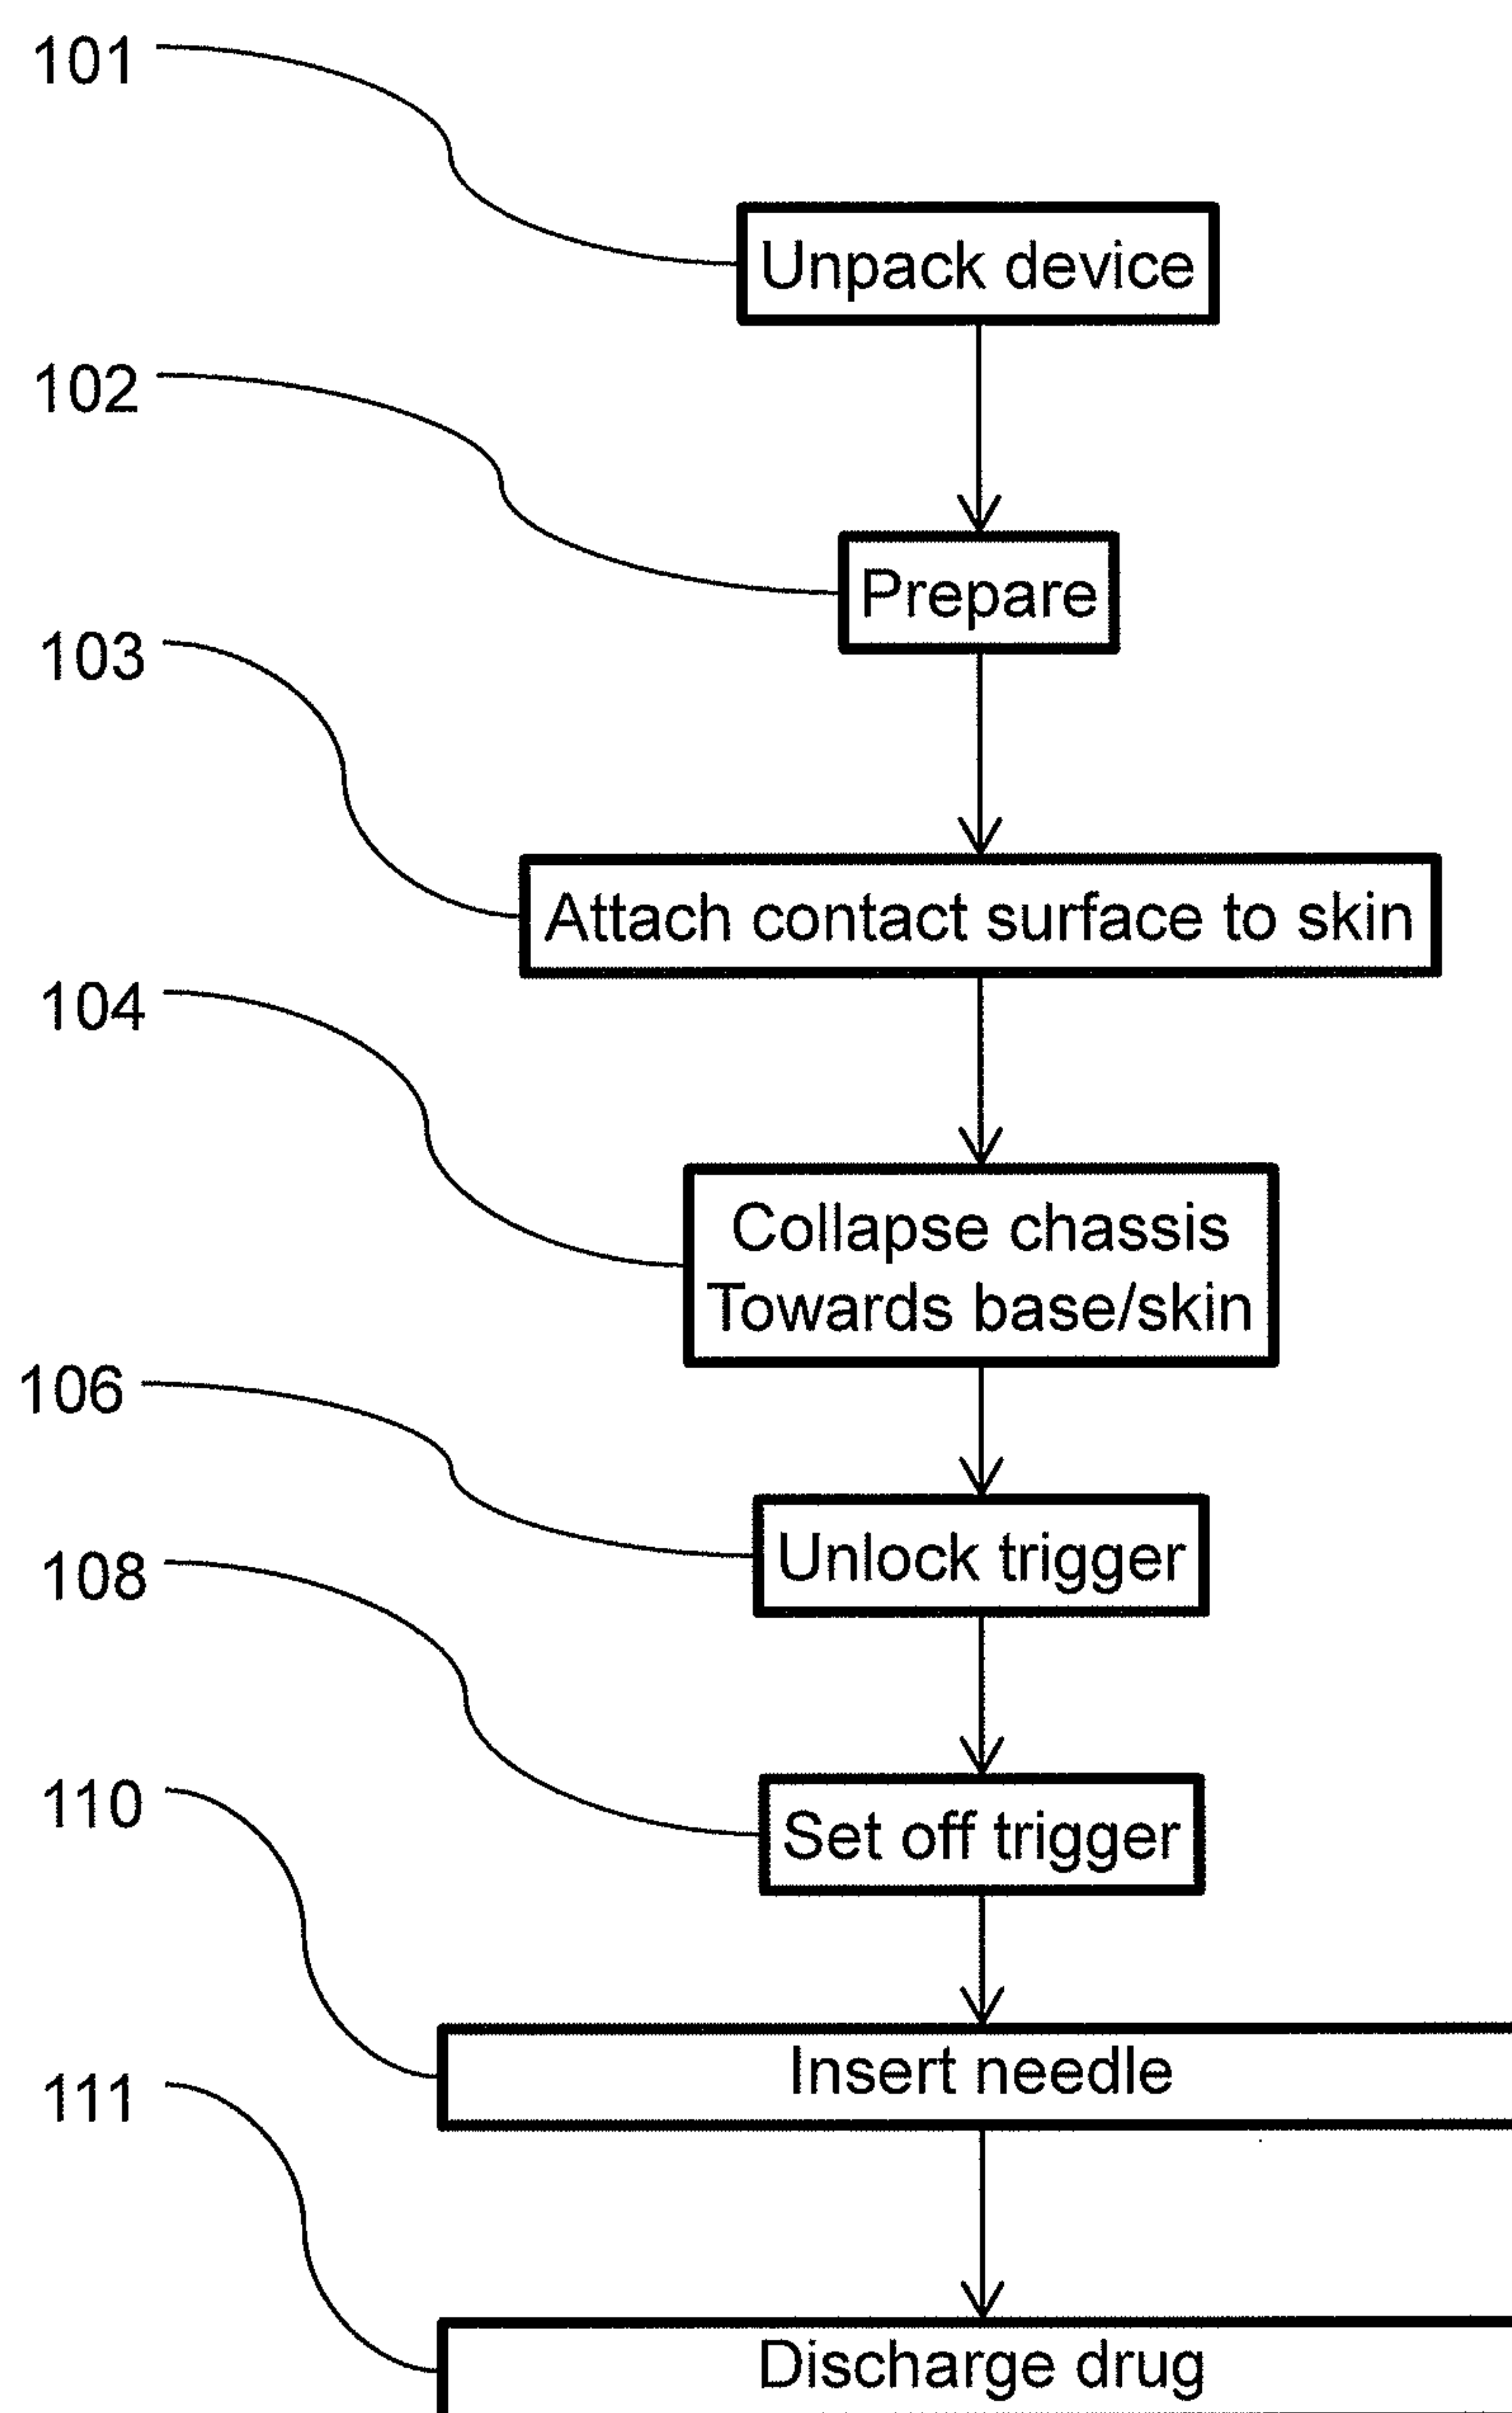 101
Unpack device
102
Prepare
103
Attach contact surface to skin
104
Collapse chassis
Towards base/skin
106
Unlock trigger
108
Set off trigger
110
Insert needle
111
Discharge drug